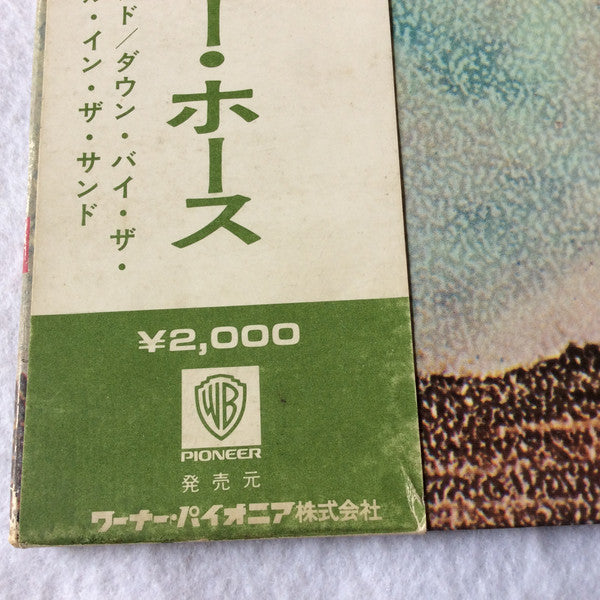 ー・ホース
ド/ダウン・バイ・ザ・
ル・イン・ザ・サンド
¥2,000
WB
PIONEER
発売元
ワーナー・パイオニア株式会社